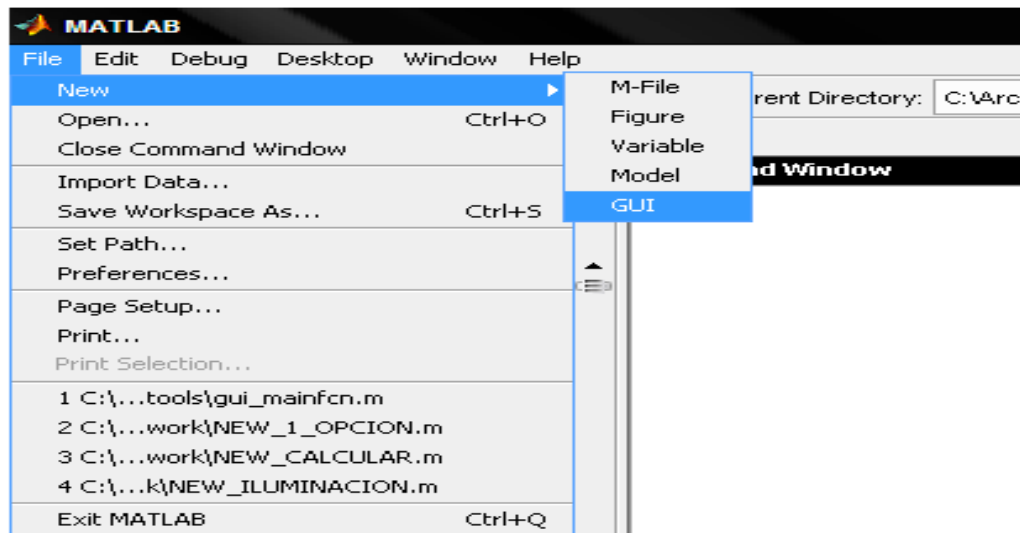 MATLAB
File Edit Debug Desktop Window Help
New
Open... Ctrl+O
Close Command Window
Import Data...
Save Workspace As... Ctrl+S
Set Path...
Preferences...
Page Setup...
Print...
Print Selection...
1 C:\...tools\gui_mainfcn.m
2 C:\...work\NEW_1_OPCION.m
3 C:\...work\NEW_CALCULAR.m
4 C:\...k\NEW_ILUMINACION.m
Exit MATLAB Ctrl+Q
M-File
Figure
Variable
Model
GUI
rent Directory: C:\Arc
nd Window